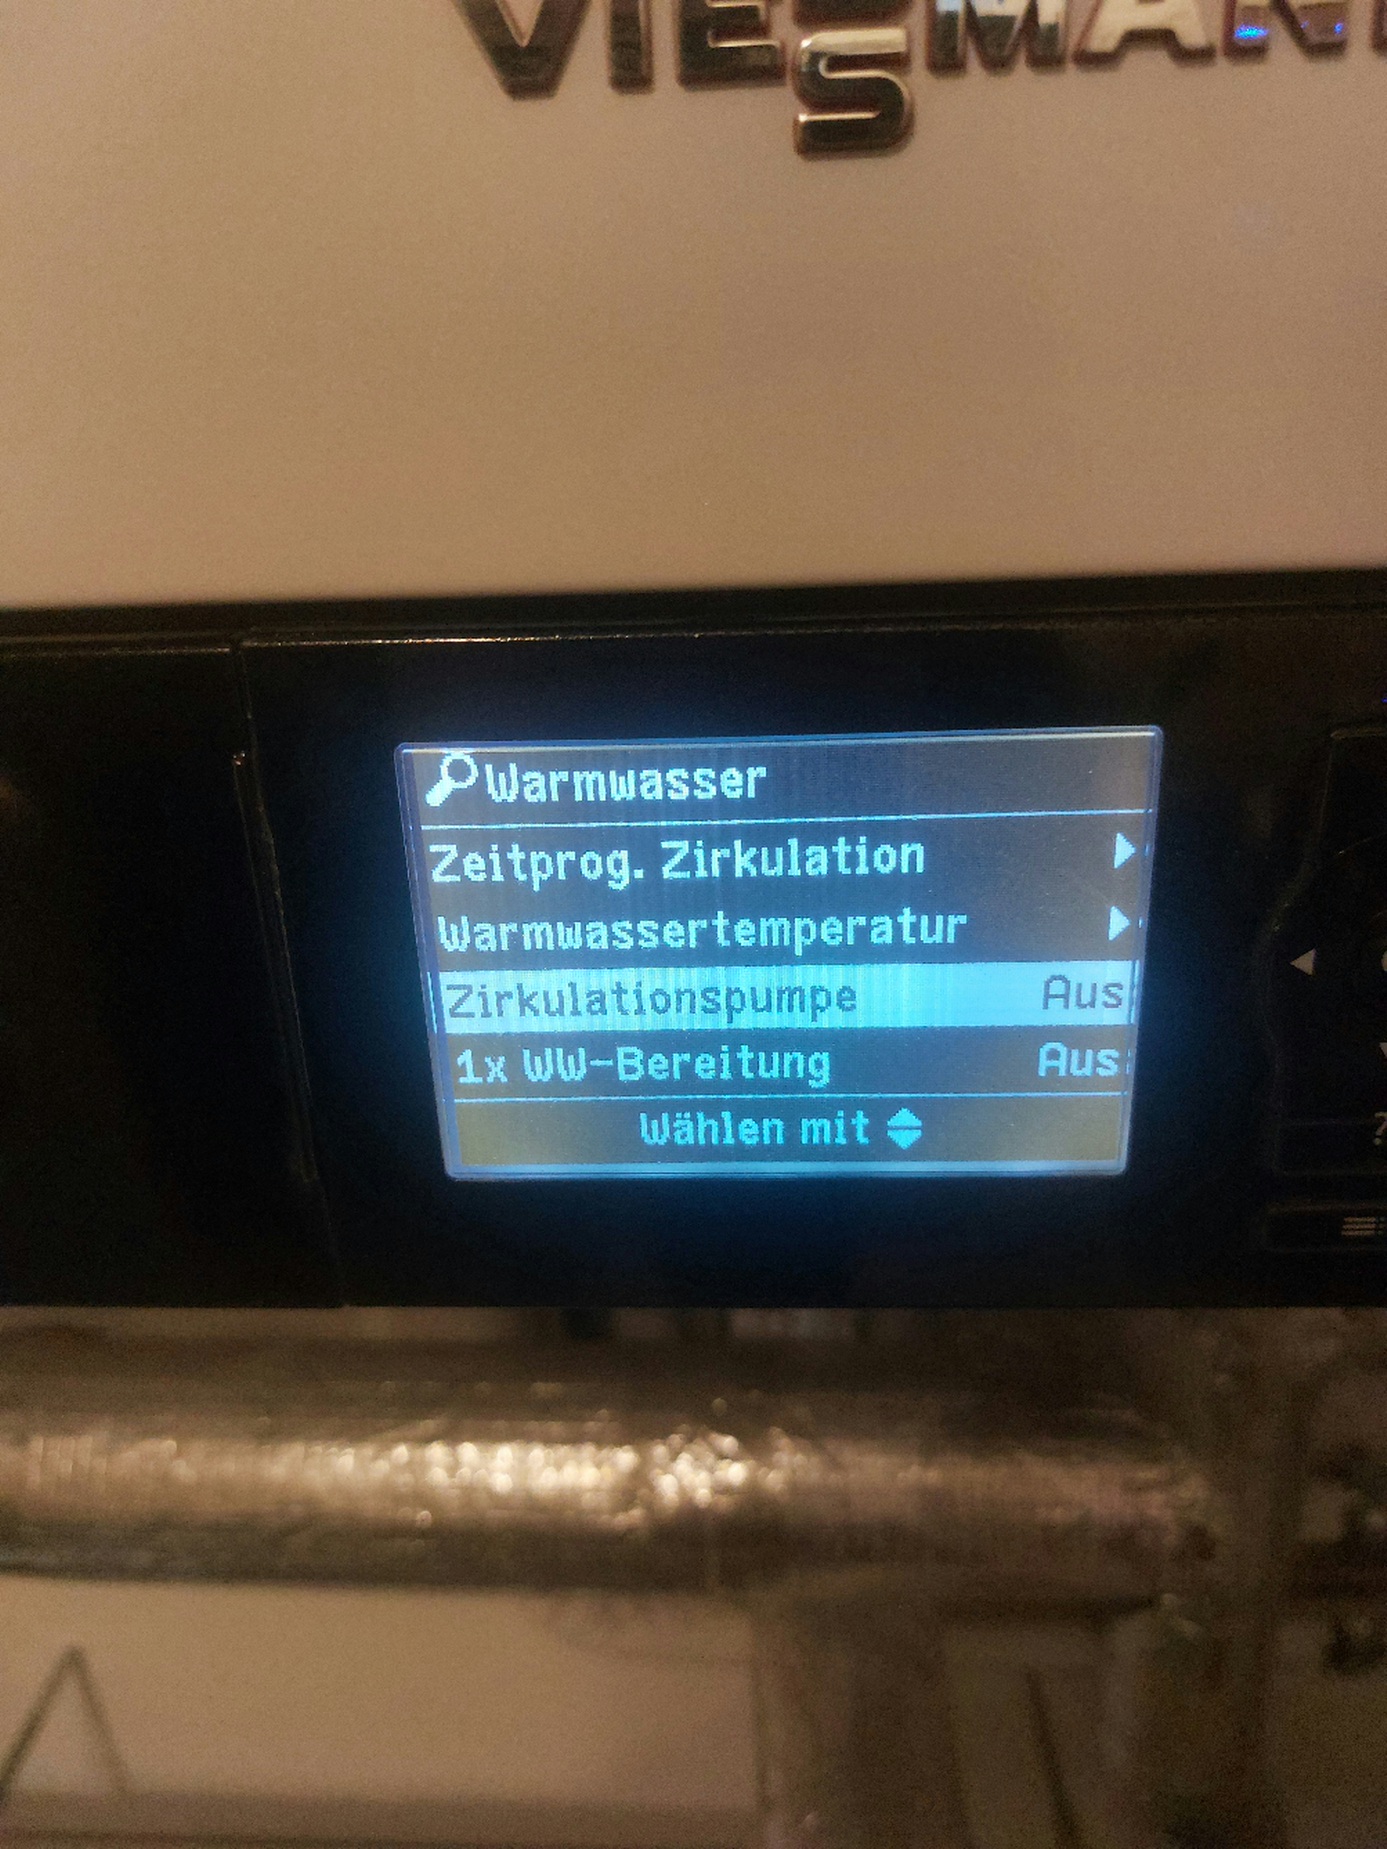 VIESMANN
Warmwasser
Zeitprog. Zirkulation
Warmwassertemperatur
Zirkulationspumpe Aus
1x WW-Bereitung Aus
Wählen mit
?